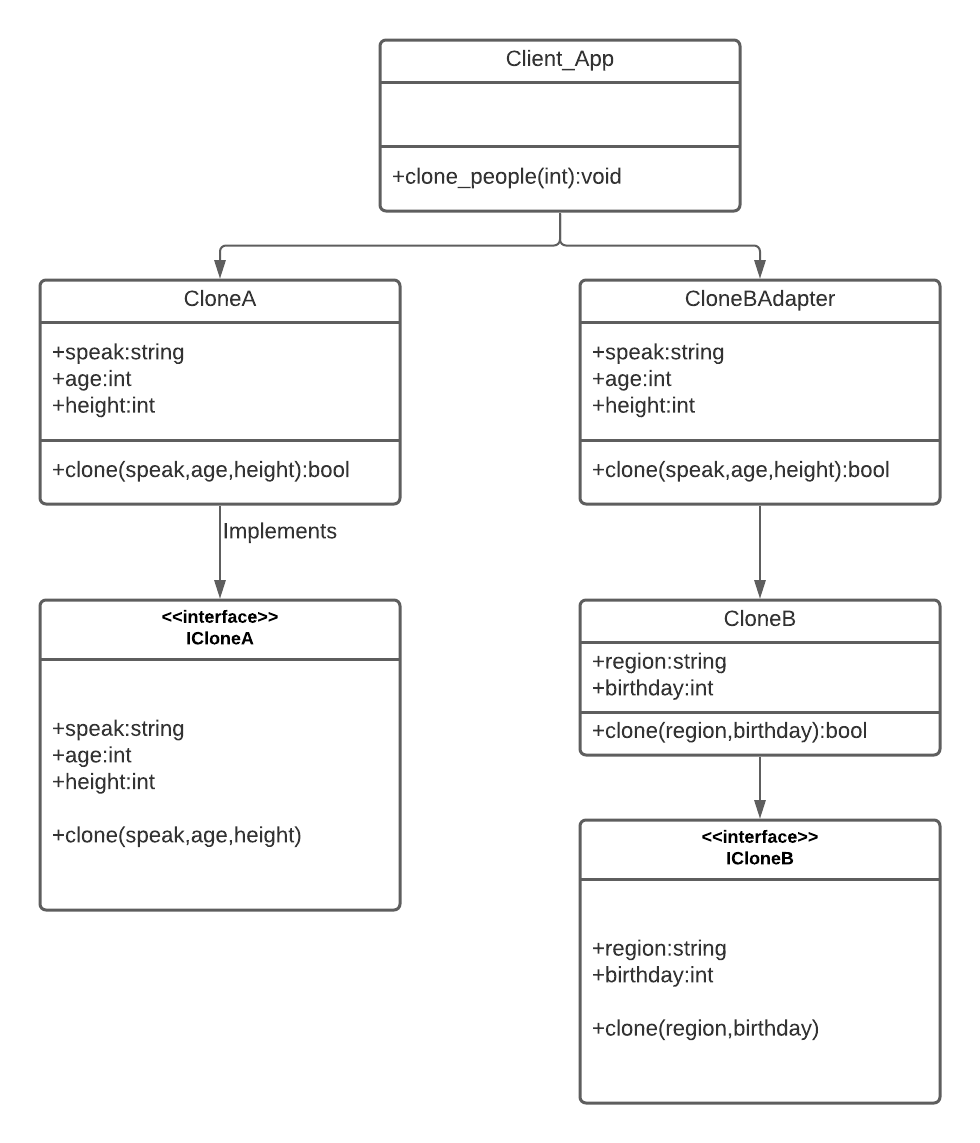 Client_App
+clone_people(int):void
CloneA
+speak:string
+age:int
+height:int
+clone(speak,age,height):bool
Implements
<<interface>>
ICloneA
+speak:string
+age:int
+height:int
+clone(speak,age,height)
CloneBAdapter
+speak:string
+age:int
+height:int
+clone(speak,age,height):bool
CloneB
+region:string
+birthday:int
+clone(region,birthday):bool
<<interface>>
ICloneB
+region:string
+birthday:int
+clone(region,birthday)